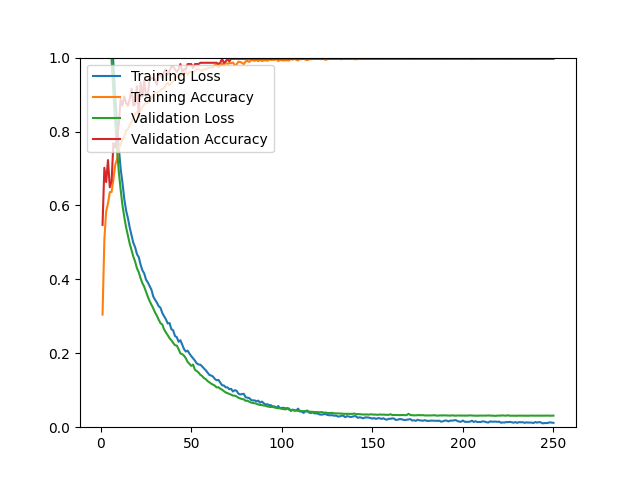 1.0
0.8
0.6
0.4
0.2
0.0
Training Loss
Training Accuracy
Validation Loss
Validation Accuracy
0 50 100 150 200 250